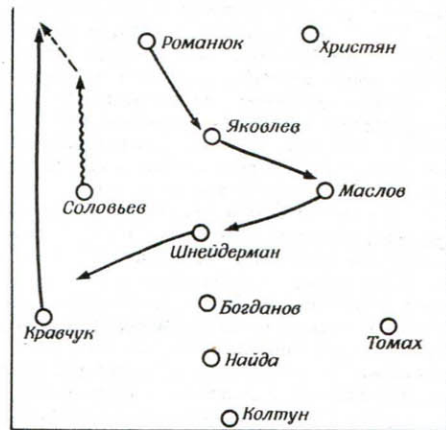 Романюк
Христян
Яковлев
Маслов
Соловьев
Шнейдерман
Богданов
Кравчук
Томах
Найда
Колтун